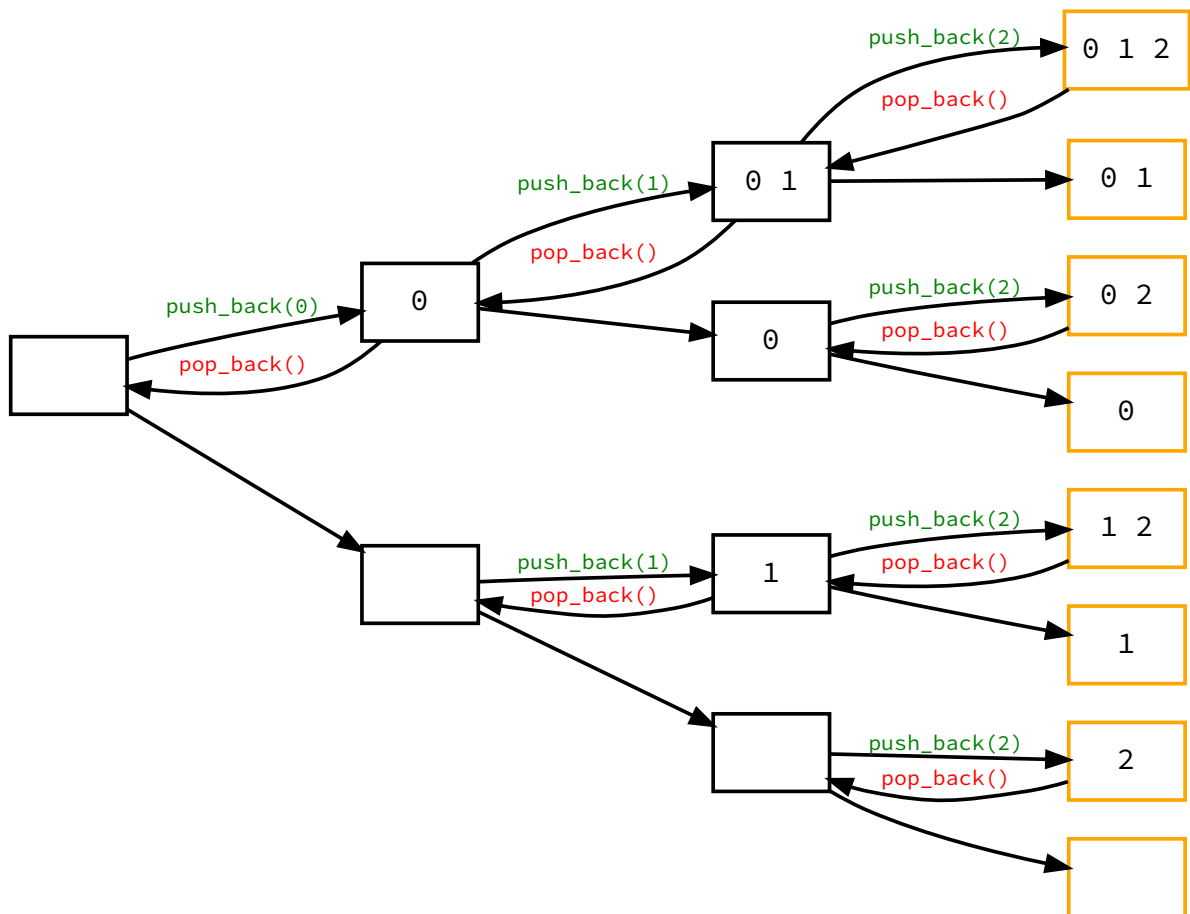 push_back(2)
0 1 2
pop_back()
push_back(1)
0 1
0 1
pop_back()
push_back(0)
0
push_back(2)
0 2
pop_back()
0
pop_back()
0
push_back(2)
1 2
push_back(1)
1
pop_back()
pop_back()
1
push_back(2)
2
pop_back()